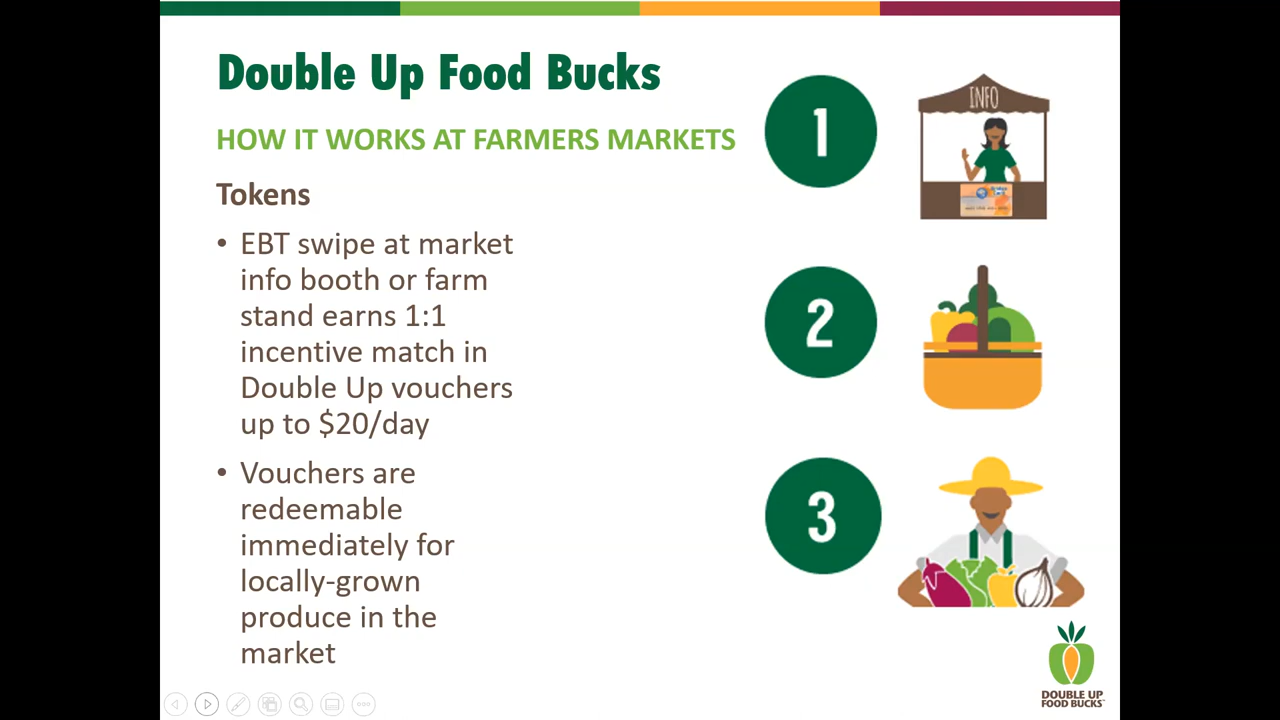 Double Up Food Bucks
HOW IT WORKS AT FARMERS MARKETS
Tokens
• EBT swipe at market
info booth or farm
stand earns 1:1
incentive match in
Double Up vouchers
up to $20/day
• Vouchers are
redeemable
immediately for
locally-grown
produce in the
market
1
INFO
2
3
DOUBLE UP
FOOD BUCKS